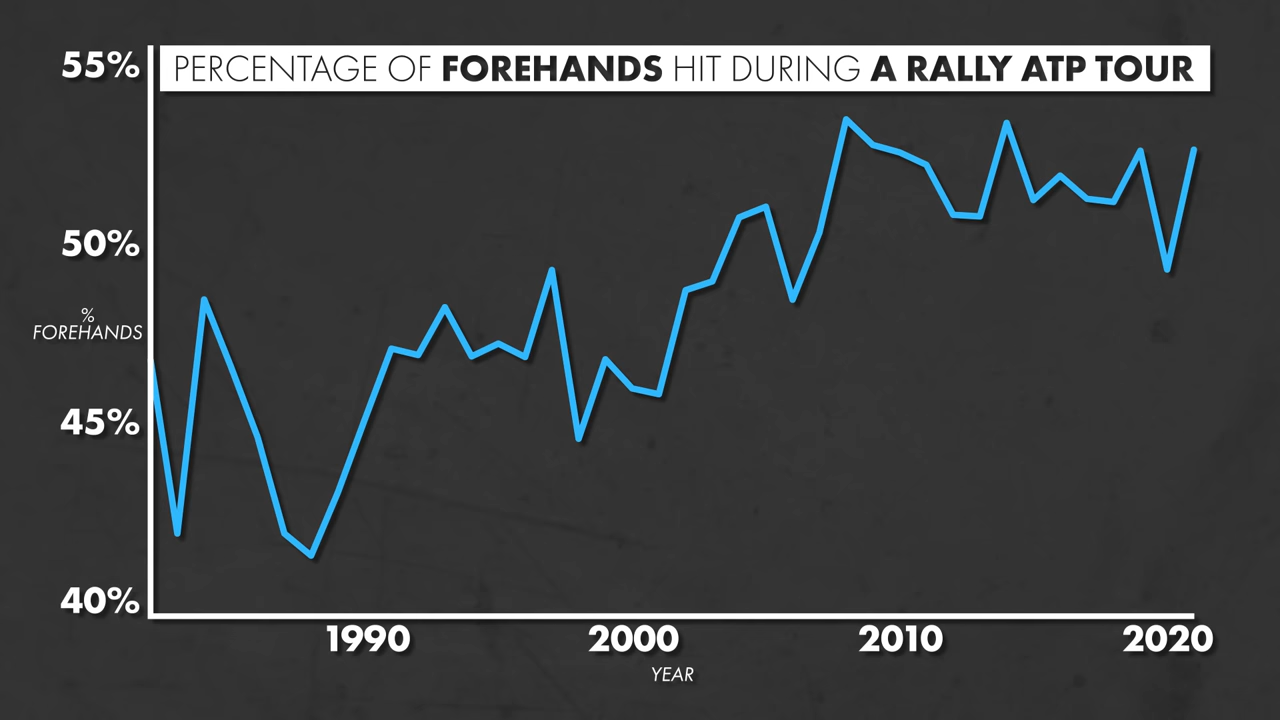 PERCENTAGE OF FOREHANDS HIT DURING A RALLY ATP TOUR
55%
50%
%
FOREHANDS
45%
40%
1990 2000 2010 2020
YEAR